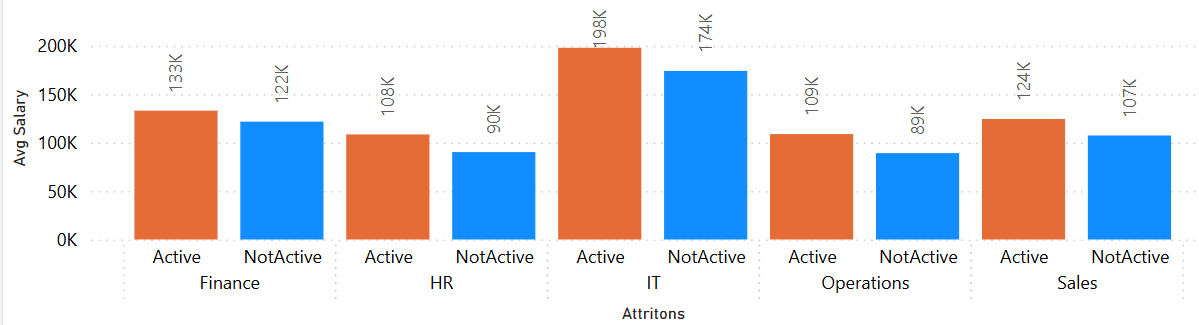 Avg Salary
200K
150K
100K
50K
0K
133K
122K
108K
90K
198K
174K
109K
89K
124K
107K
Active NotActive Active NotActive Active NotActive Active NotActive Active NotActive
Finance HR IT Operations Sales
Attritons